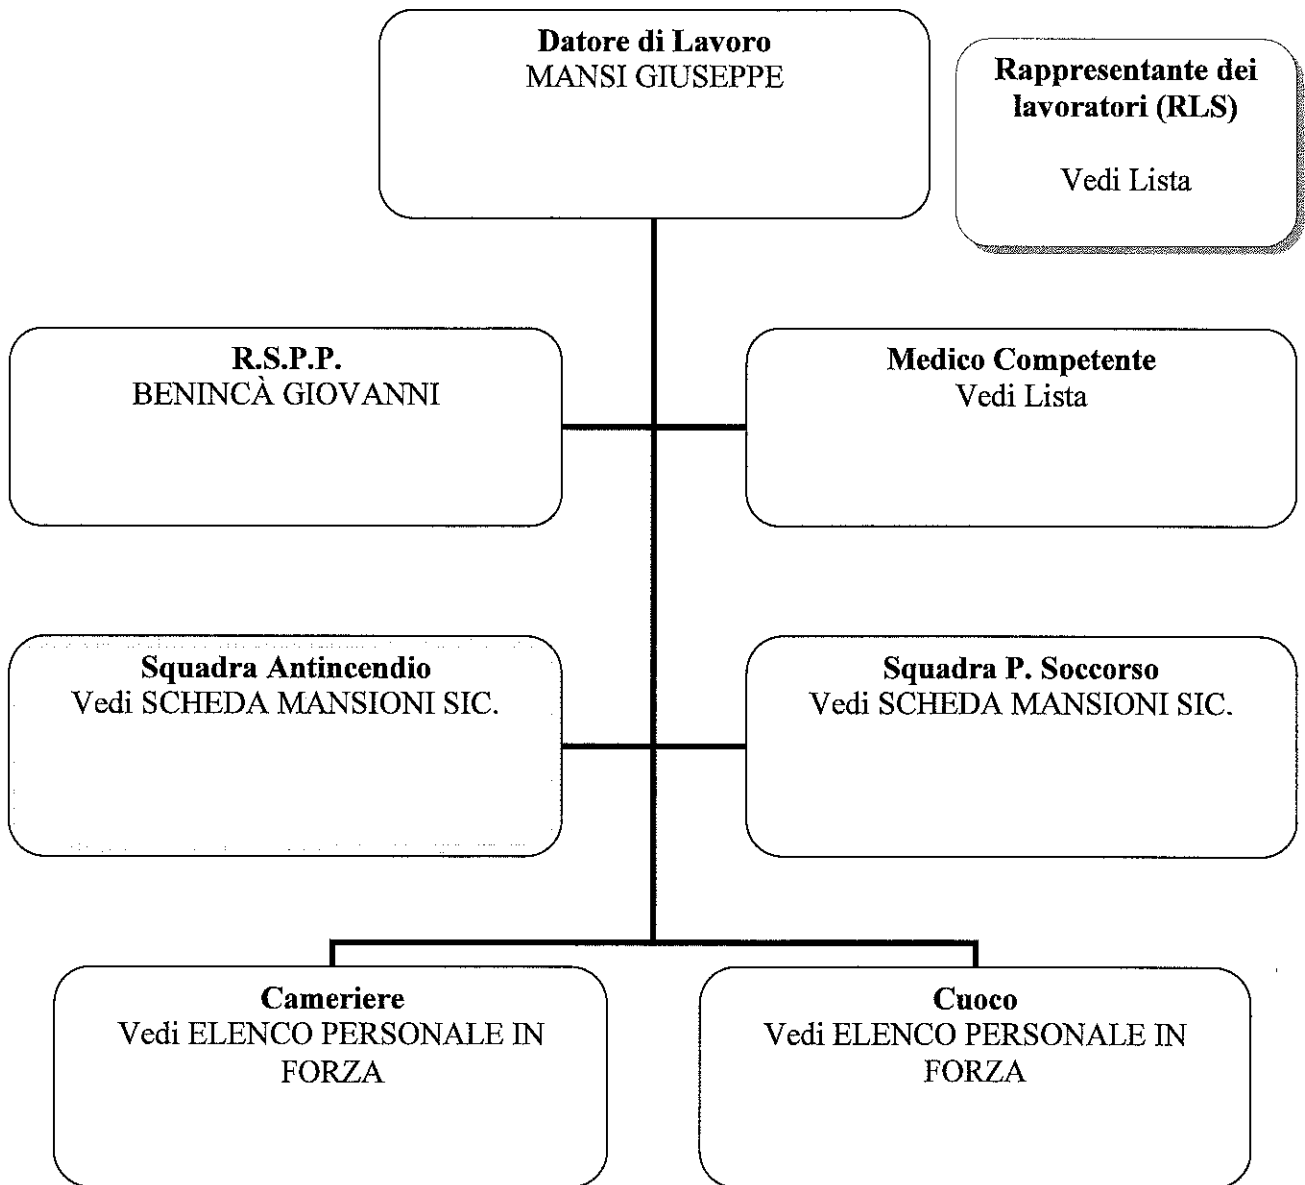 Datore di Lavoro
MANSI GIUSEPPE
Rappresentante dei
lavoratori (RLS)
Vedi Lista
R.S.P.P.
BENINCÀ GIOVANNI
Medico Competente
Vedi Lista
Squadra Antincendio
Vedi SCHEDA MANSIONI SIC.
Squadra P. Soccorso
Vedi SCHEDA MANSIONI SIC.
Cameriere
Vedi ELENCO PERSONALE IN
FORZA
Cuoco
Vedi ELENCO PERSONALE IN
FORZA